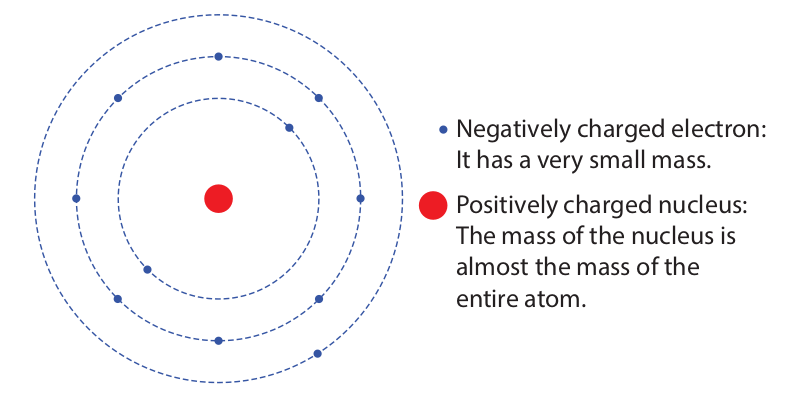 Negatively charged electron:
It has a very small mass.
Positively charged nucleus:
The mass of the nucleus is
almost the mass of the
entire atom.